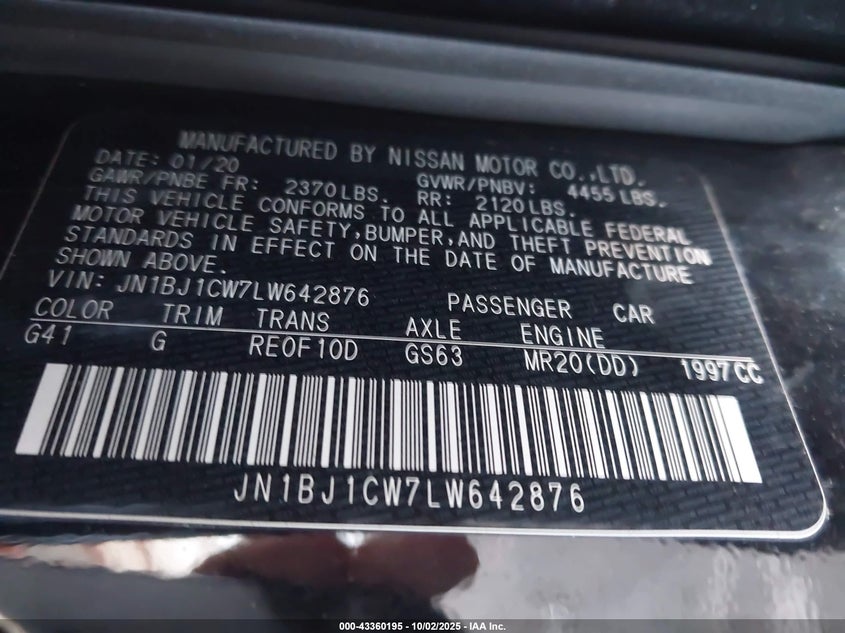 MANUFACTURED BY NISSAN MOTOR CO.,LTD.
DATE: 01/20
GAWR/PNBE FR: 2370LBS. GVWR/PNBV: 4455LBS.
RR: 2120LBS.
THIS VEHICLE CONFORMS TO ALL APPLICABLE FEDERAL
MOTOR VEHICLE SAFETY,BUMPER,AND THEFT PREVENTION
STANDARDS IN EFFECT ON THE DATE OF MANUFACTURE
SHOWN ABOVE.
VIN: JN1BJ1CW7LW642876 PASSENGER CAR
COLOR TRIM TRANS AXLE ENGINE
G41 G RE0F10D GS63 MR20(DD) 1997CC
JN1BJ1CW7LW642876
000-43360195 - 10/02/2025 - IAA Inc.